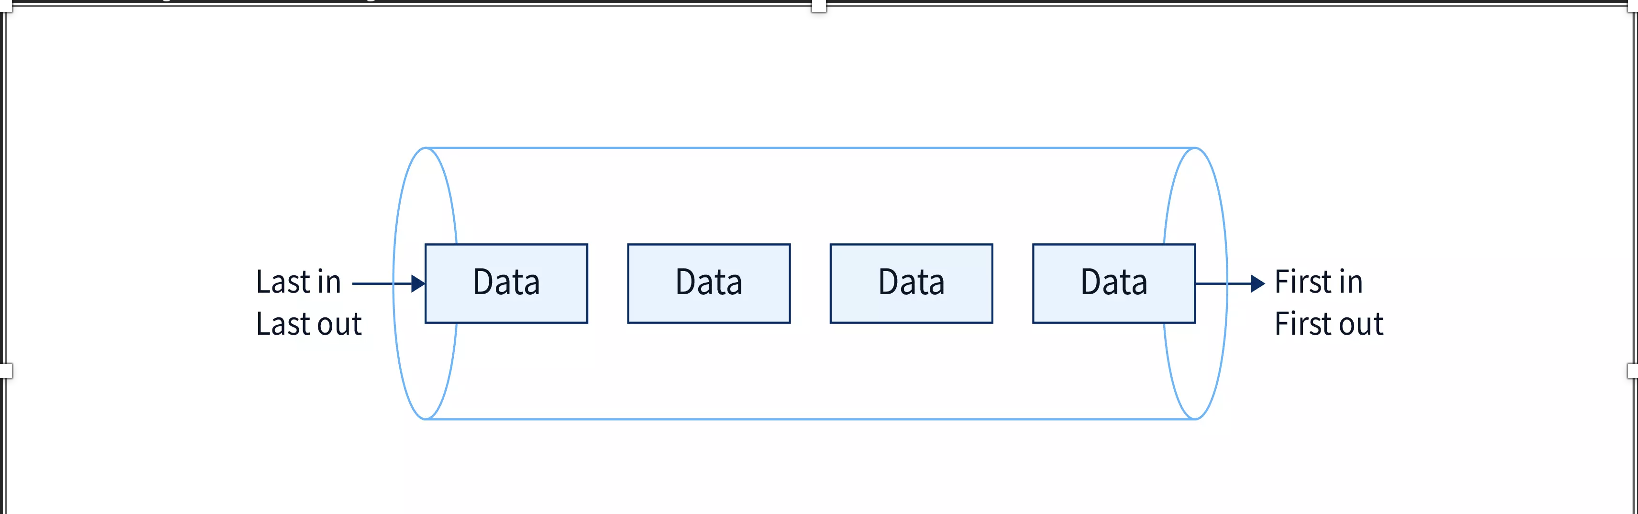 Last in
Last out
Data
Data
Data
Data
First in
First out